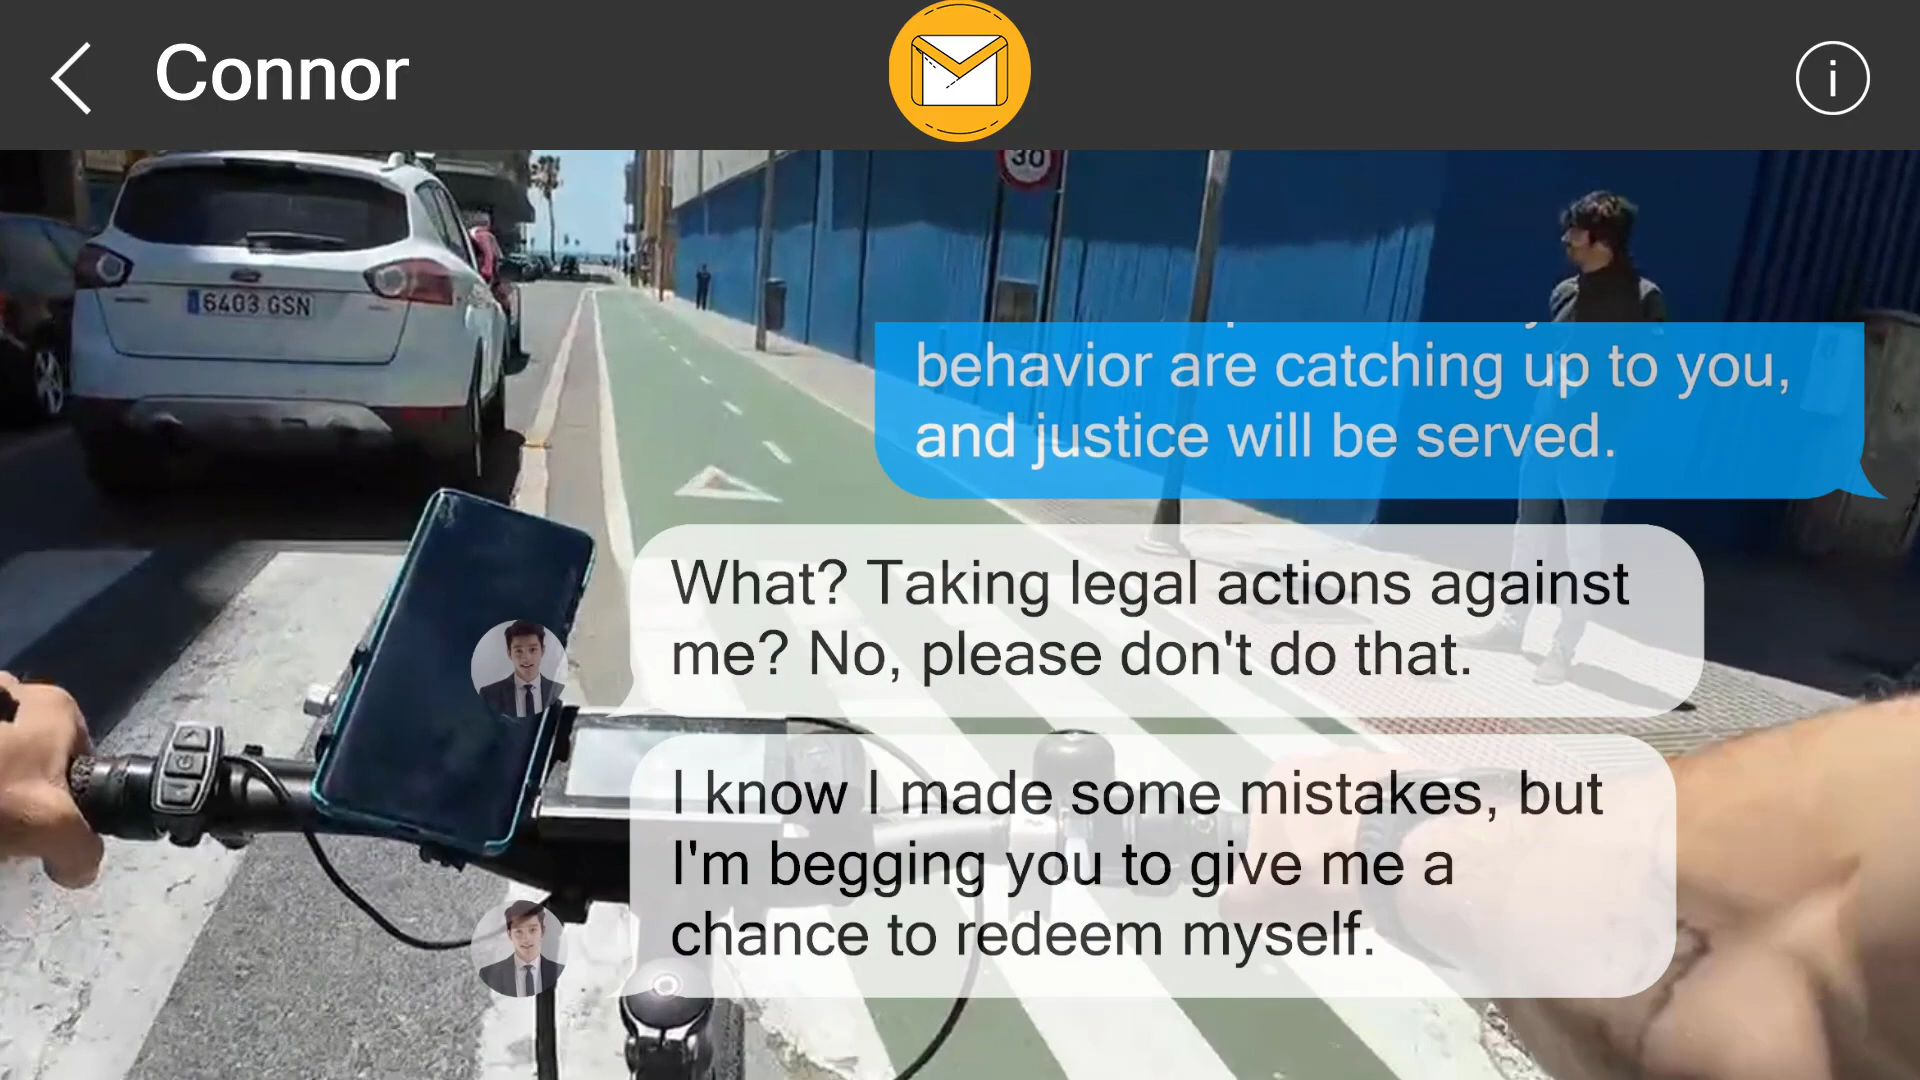 Connor
i
30
6403 GSN
behavior are catching up to you,
and justice will be served.
What? Taking legal actions against
me? No, please don't do that.
I know I made some mistakes, but
I'm begging you to give me a
chance to redeem myself.